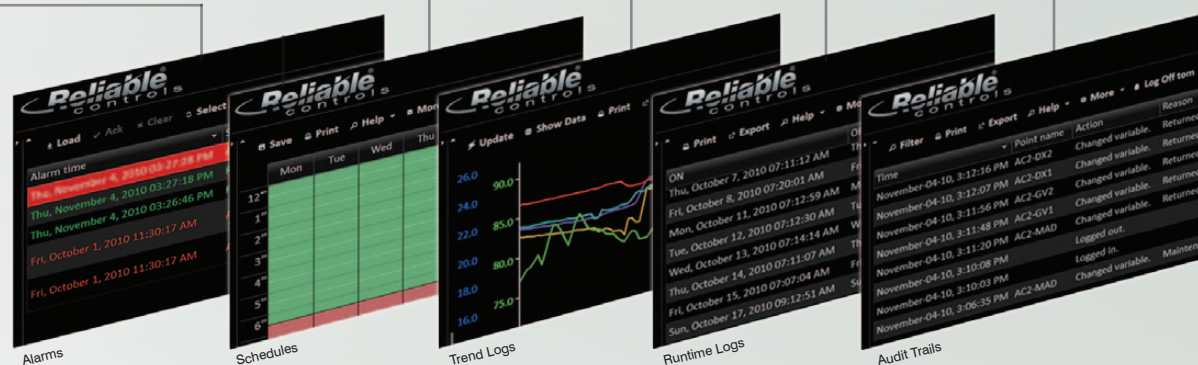 Reliable
controls
Load Ack Clear Select
Alarm time
Thu, November 4, 2010 03:27:28 PM
Thu, November 4, 2010 03:27:18 PM
Thu, November 4, 2010 03:26:46 PM
Fri, October 1, 2010 11:30:17 AM
Fri, October 1, 2010 11:30:17 AM
Alarms
Reliable
controls
Save Print Help
Mon Tue Wed Thu
12
1
2
3
4
5
6
Schedules
Reliable
controls
Update Show Data Print
26.0 90.0
24.0
22.0 85.0
20.0 80.0
18.0
16.0 75.0
Trend Logs
Reliable
controls
Print Export Help
ON
Thu, October 7, 2010 07:11:12 AM
Fri, October 8, 2010 07:20:01 AM
Mon, October 11, 2010 07:12:59 AM
Tue, October 12, 2010 07:12:30 AM
Wed, October 13, 2010 07:14:14 AM
Thu, October 14, 2010 07:11:07 AM
Fri, October 15, 2010 07:07:04 AM
Sun, October 17, 2010 09:12:51 AM
Runtime Logs
Reliable
controls
Filter Print Export Help More Log Off tom
Time Point name Action Reason
November-04-10, 3:12:16 PM AC2-DX2 Changed variable. Returned
November-04-10, 3:12:07 PM AC2-DX1 Changed variable. Returned
November-04-10, 3:11:56 PM AC2-GV2 Changed variable. Returned
November-04-10, 3:11:48 PM AC2-GV1 Changed variable. Returned
November-04-10, 3:11:20 PM AC2-MAD Changed variable. Returned
November-04-10, 3:10:08 PM Logged out.
November-04-10, 3:10:03 PM Logged in.
November-04-10, 3:06:35 PM AC2-MAD Changed variable. Mainten
Audit Trails